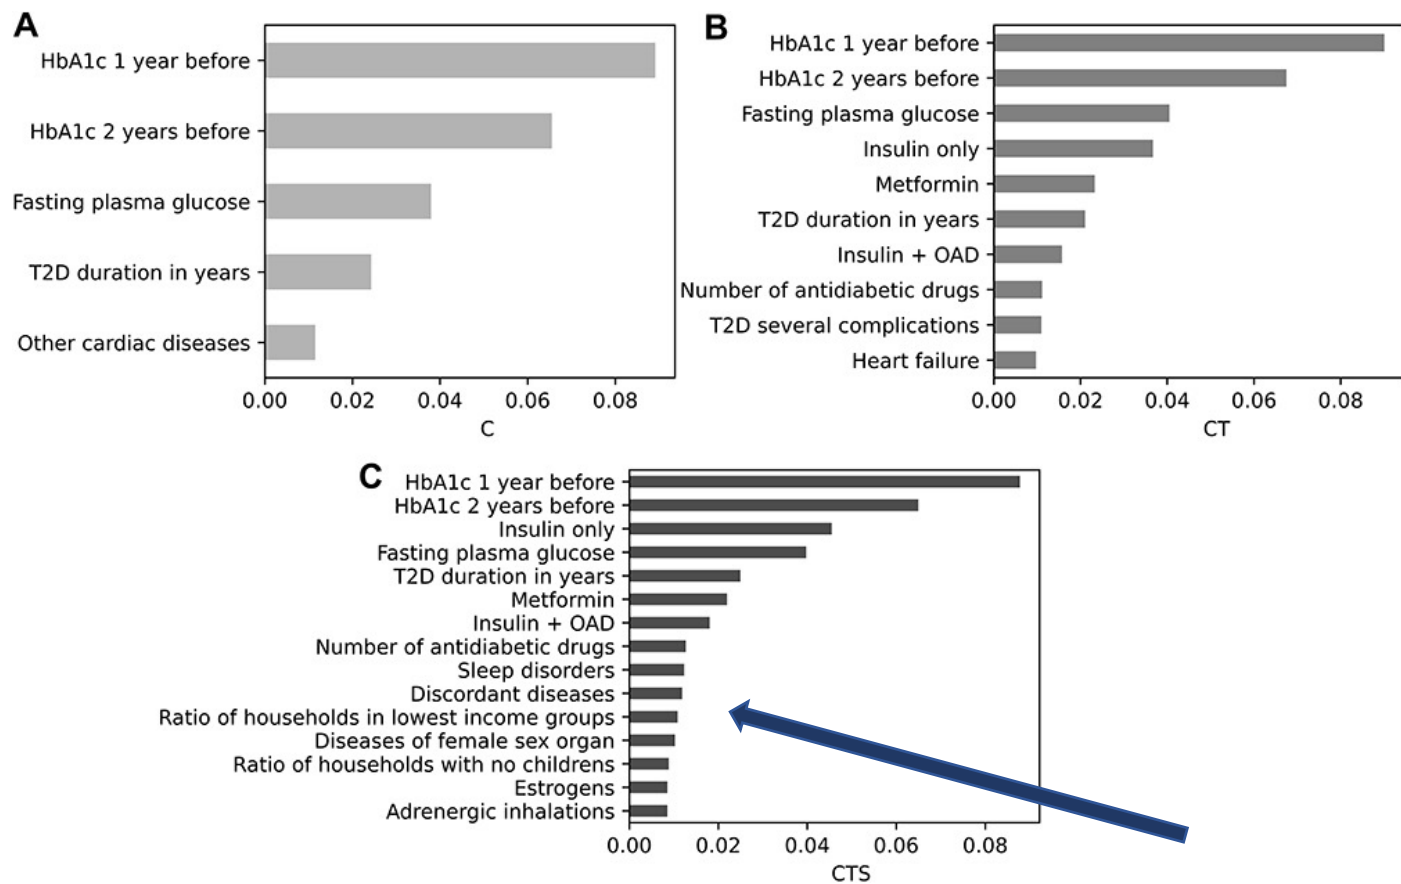 A
HbA1c 1 year before
HbA1c 2 years before
Fasting plasma glucose
T2D duration in years
Other cardiac diseases
0.00 0.02 0.04 0.06 0.08
C
B
HbA1c 1 year before
HbA1c 2 years before
Fasting plasma glucose
Insulin only
Metformin
T2D duration in years
Insulin + OAD
Number of antidiabetic drugs
T2D several complications
Heart failure
0.00 0.02 0.04 0.06 0.08
CT
C
HbA1c 1 year before
HbA1c 2 years before
Insulin only
Fasting plasma glucose
T2D duration in years
Metformin
Insulin + OAD
Number of antidiabetic drugs
Sleep disorders
Discordant diseases
Ratio of households in lowest income groups
Diseases of female sex organ
Ratio of households with no childrens
Estrogens
Adrenergic inhalations
0.00 0.02 0.04 0.06 0.08
CTS